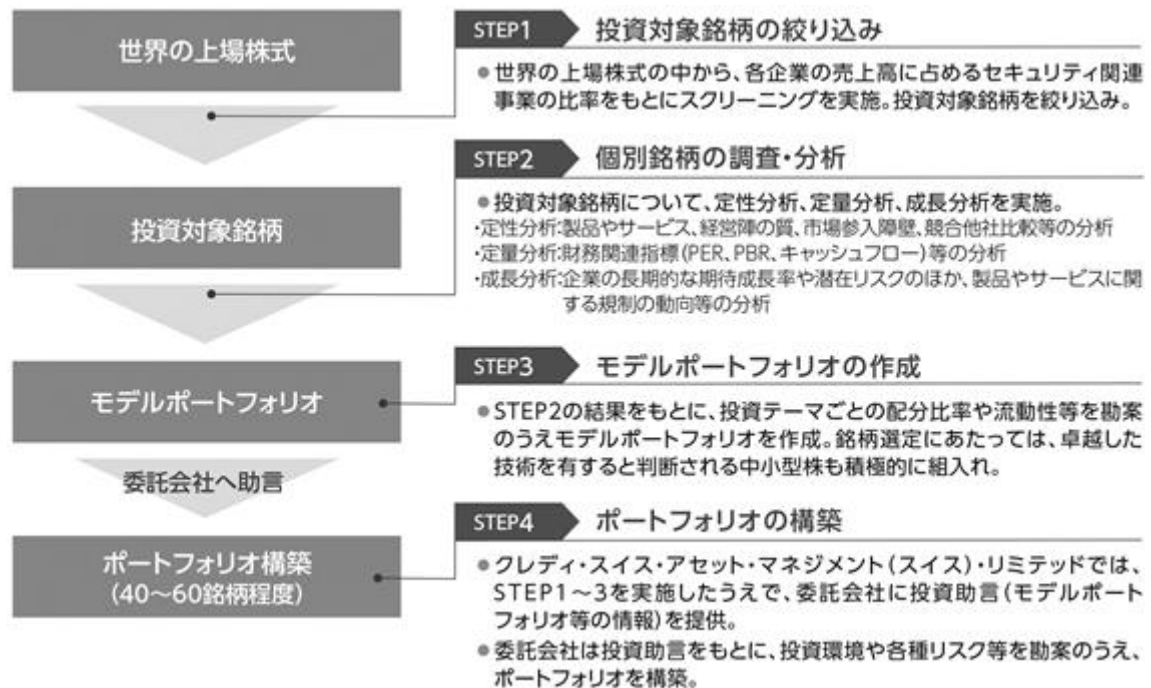 世界の上場株式
STEP1 投資対象銘柄の絞り込み
●世界の上場株式の中から、各企業の売上高に占めるセキュリティ関連
事業の比率をもとにスクリーニングを実施。投資対象銘柄を絞り込み。
投資対象銘柄
STEP2 個別銘柄の調査・分析
●投資対象銘柄について、定性分析、定量分析、成長分析を実施。
・定性分析:製品やサービス、経営陣の質、市場参入障壁、競合他社比較等の分析
・定量分析:財務関連指標(PER、PBR、キャッシュフロー)等の分析
・成長分析:企業の長期的な期待成長率や潜在リスクのほか、製品やサービスに関
する規制の動向等の分析
モデルポートフォリオ
STEP3 モデルポートフォリオの作成
●STEP2の結果をもとに、投資テーマごとの配分比率や流動性等を勘案
のうえモデルポートフォリオを作成。銘柄選定にあたっては、卓越した
技術を有すると判断される中小型株も積極的に組入れ。
委託会社へ助言
ポートフォリオ構築
(40〜60銘柄程度)
STEP4 ポートフォリオの構築
●クレディ・スイス・アセット・マネジメント(スイス)・リミテッドでは、
STEP1〜3を実施したうえで、委託会社に投資助言(モデルポート
フォリオ等の情報)を提供。
●委託会社は投資助言をもとに、投資環境や各種リスク等を勘案のうえ、
ポートフォリオを構築。